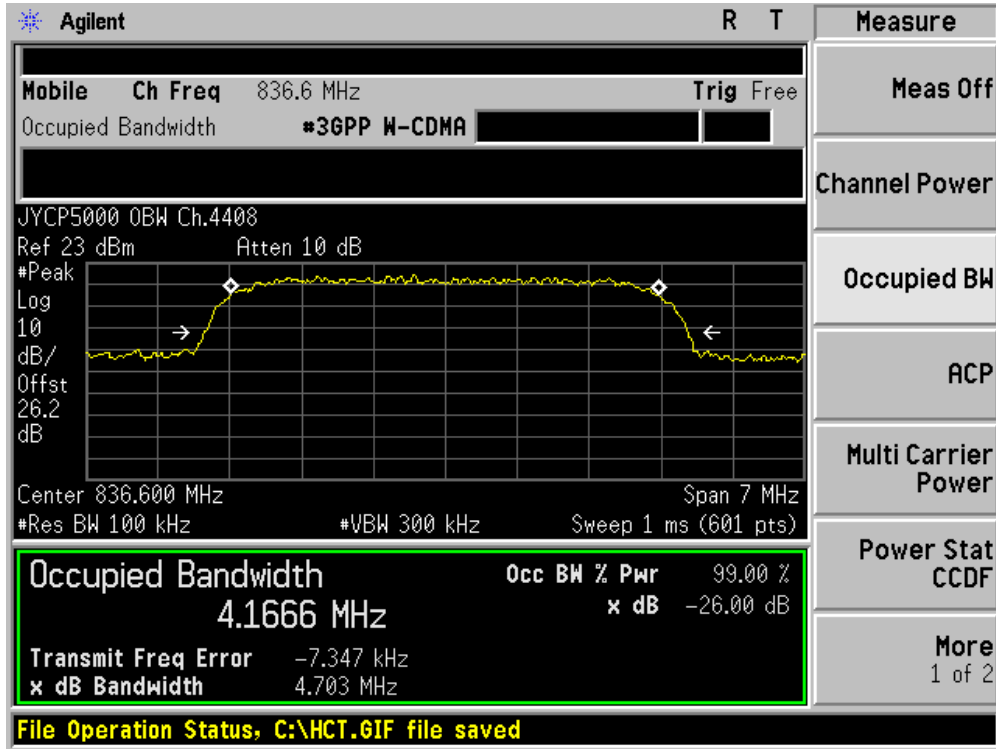 Agilent R T Measure
Mobile Ch Freq 836.6 MHz Trig Free
Occupied Bandwidth #3GPP W-CDMA
JYCP5000 OBW Ch.4408
Ref 23 dBm Atten 10 dB
#Peak
Log
10
dB/
Offst
26.2
dB
Center 836.600 MHz Span 7 MHz
#Res BW 100 kHz #VBW 300 kHz Sweep 1 ms (601 pts)
Occupied Bandwidth
4.1666 MHz
Occ BW % Pwr 99.00 %
x dB -26.00 dB
Transmit Freq Error -7.347 kHz
x dB Bandwidth 4.703 MHz
File Operation Status, C:\HCT.GIF file saved
Meas Off
Channel Power
Occupied BW
ACP
Multi Carrier
Power
Power Stat
CCDF
More
1 of 2